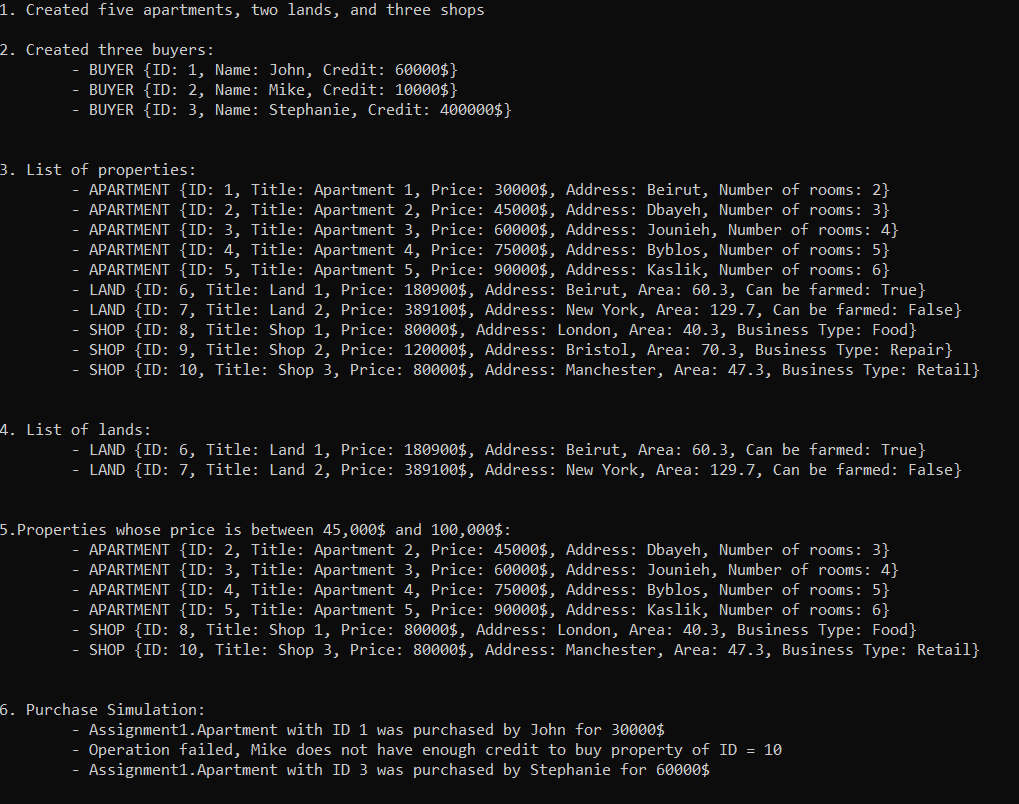 1. Created five apartments, two lands, and three shops
2. Created three buyers:
- BUYER {ID: 1, Name: John, Credit: 60000$}
- BUYER {ID: 2, Name: Mike, Credit: 10000$}
- BUYER {ID: 3, Name: Stephanie, Credit: 400000$}
3. List of properties:
- APARTMENT {ID: 1, Title: Apartment 1, Price: 30000$, Address: Beirut, Number of rooms: 2}
- APARTMENT {ID: 2, Title: Apartment 2, Price: 45000$, Address: Dbayeh, Number of rooms: 3}
- APARTMENT {ID: 3, Title: Apartment 3, Price: 60000$, Address: Jounieh, Number of rooms: 4}
- APARTMENT {ID: 4, Title: Apartment 4, Price: 75000$, Address: Byblos, Number of rooms: 5}
- APARTMENT {ID: 5, Title: Apartment 5, Price: 90000$, Address: Kaslik, Number of rooms: 6}
- LAND {ID: 6, Title: Land 1, Price: 180900$, Address: Beirut, Area: 60.3, Can be farmed: True}
- LAND {ID: 7, Title: Land 2, Price: 389100$, Address: New York, Area: 129.7, Can be farmed: False}
- SHOP {ID: 8, Title: Shop 1, Price: 80000$, Address: London, Area: 40.3, Business Type: Food}
- SHOP {ID: 9, Title: Shop 2, Price: 120000$, Address: Bristol, Area: 70.3, Business Type: Repair}
- SHOP {ID: 10, Title: Shop 3, Price: 80000$, Address: Manchester, Area: 47.3, Business Type: Retail}
4. List of lands:
- LAND {ID: 6, Title: Land 1, Price: 180900$, Address: Beirut, Area: 60.3, Can be farmed: True}
- LAND {ID: 7, Title: Land 2, Price: 389100$, Address: New York, Area: 129.7, Can be farmed: False}
5.Properties whose price is between 45,000$ and 100,000$:
- APARTMENT {ID: 2, Title: Apartment 2, Price: 45000$, Address: Dbayeh, Number of rooms: 3}
- APARTMENT {ID: 3, Title: Apartment 3, Price: 60000$, Address: Jounieh, Number of rooms: 4}
- APARTMENT {ID: 4, Title: Apartment 4, Price: 75000$, Address: Byblos, Number of rooms: 5}
- APARTMENT {ID: 5, Title: Apartment 5, Price: 90000$, Address: Kaslik, Number of rooms: 6}
- SHOP {ID: 8, Title: Shop 1, Price: 80000$, Address: London, Area: 40.3, Business Type: Food}
- SHOP {ID: 10, Title: Shop 3, Price: 80000$, Address: Manchester, Area: 47.3, Business Type: Retail}
6. Purchase Simulation:
- Assignment1.Apartment with ID 1 was purchased by John for 30000$
- Operation failed, Mike does not have enough credit to buy property of ID = 10
- Assignment1.Apartment with ID 3 was purchased by Stephanie for 60000$